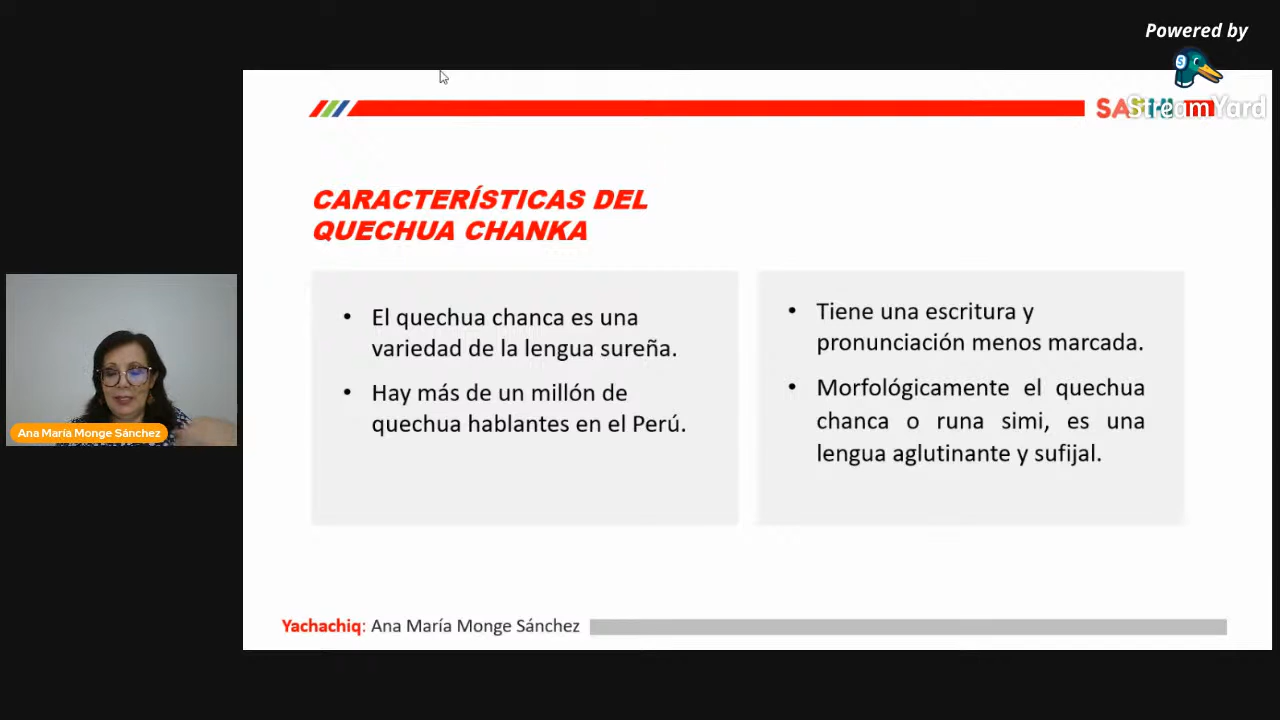 Powered by
StreamYard
CARACTERÍSTICAS DEL
QUECHUA CHANKA
• El quechua chanca es una
variedad de la lengua sureña.
• Hay más de un millón de
quechua hablantes en el Perú.
• Tiene una escritura y
pronunciación menos marcada.
• Morfológicamente el quechua
chanca o runa simi, es una
lengua aglutinante y sufijal.
Ana María Monge Sánchez
Yachachiq: Ana María Monge Sánchez